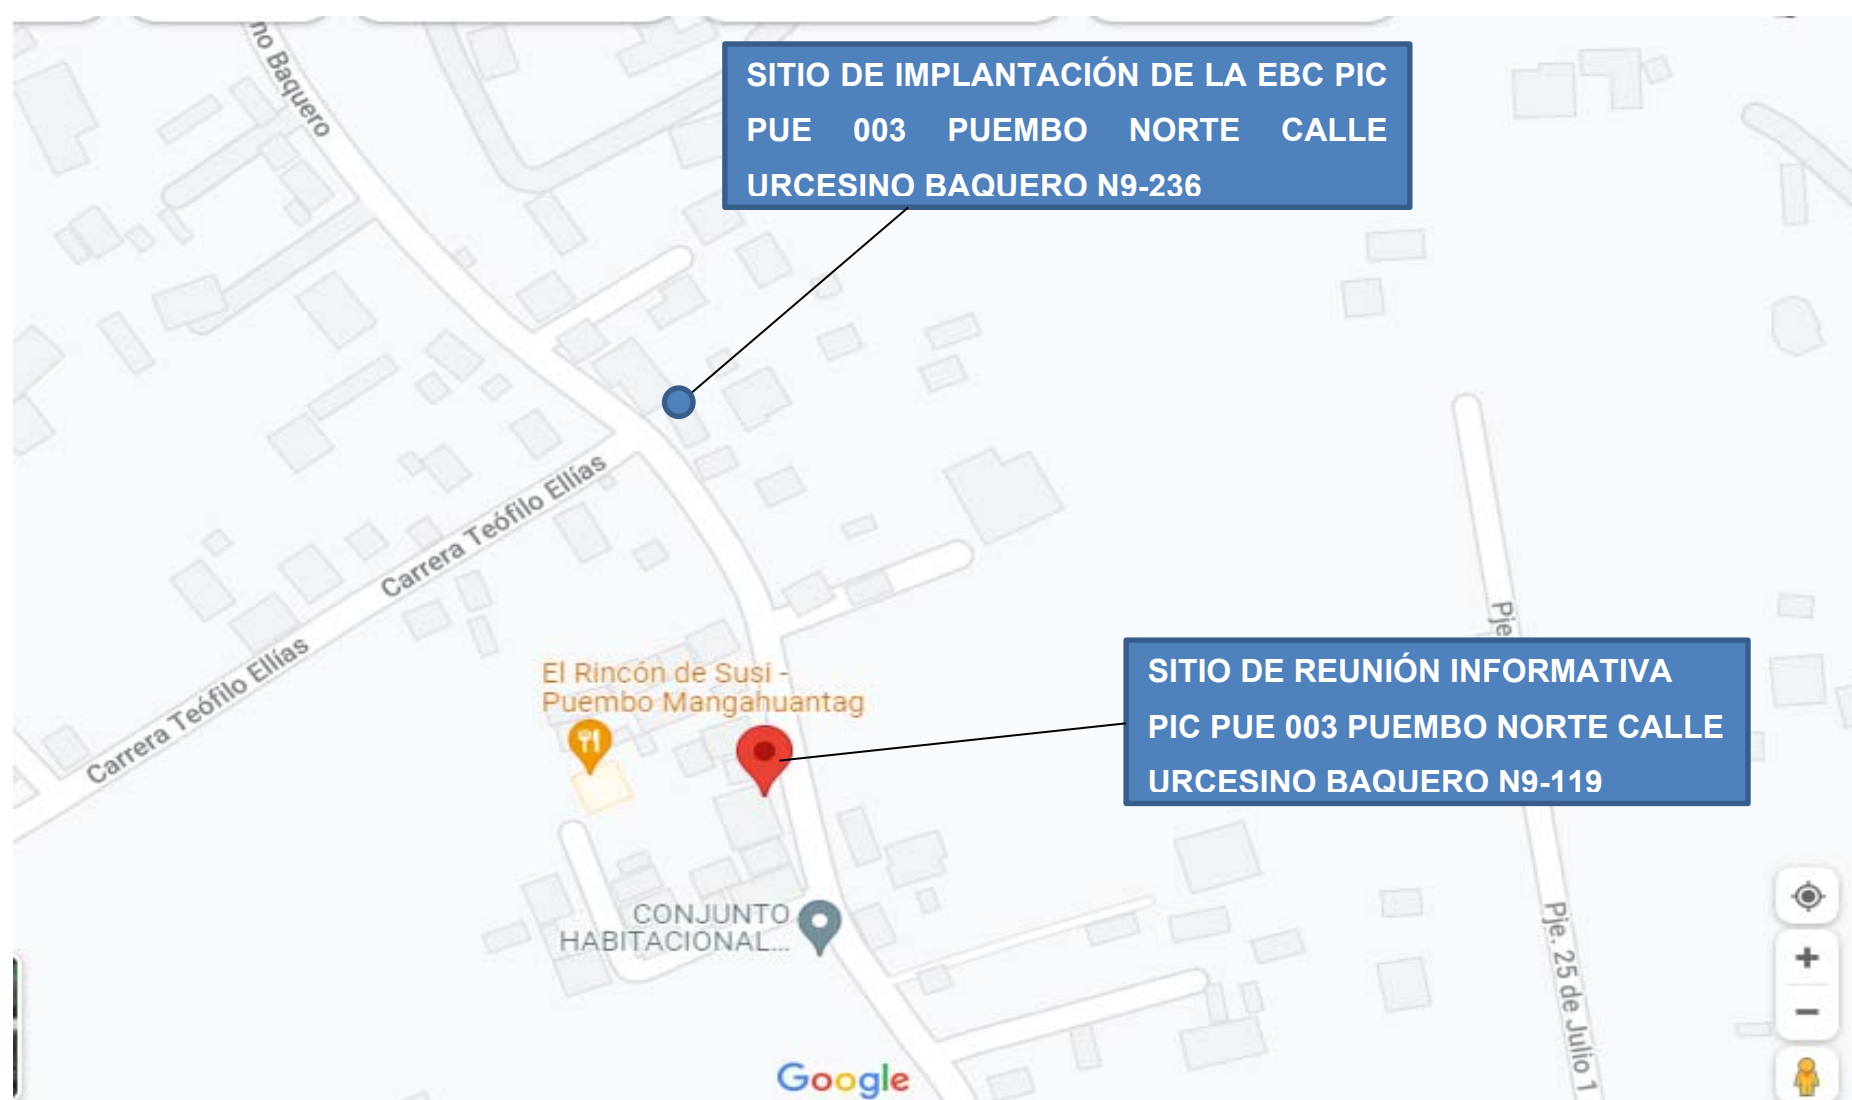 no Baquero
SITIO DE IMPLANTACIÓN DE LA EBC PIC
PUE 003 PUEMBO NORTE CALLE
URCESINO BAQUERO N9-236
Carrera Teófilo Ellías
Carrera Teófilo Ellías
Pje
El Rincón de Susi -
Puembo Mangahuantag
SITIO DE REUNIÓN INFORMATIVA
PIC PUE 003 PUEMBO NORTE CALLE
URCESINO BAQUERO N9-119
CONJUNTO
HABITACIONAL...
Pje. 25 de Julio 1
Google